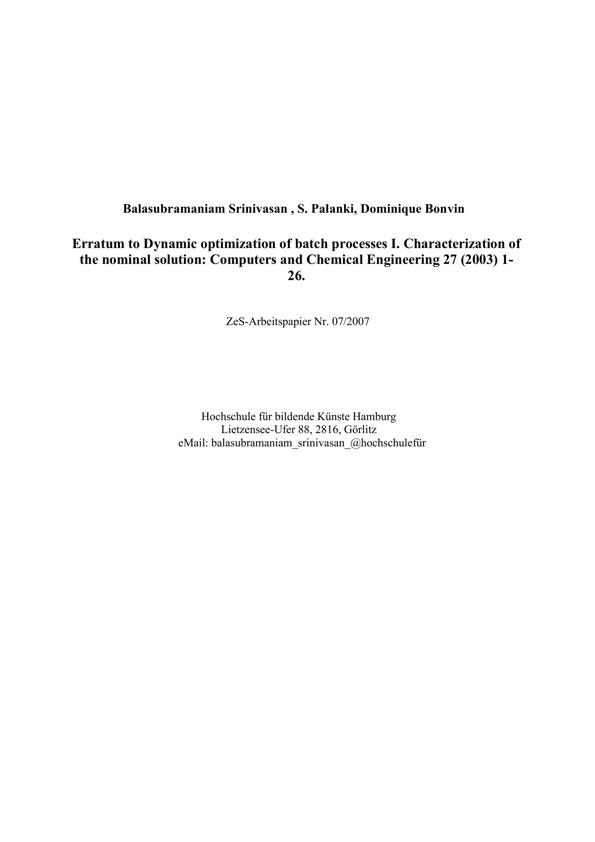 Balasubramaniam Srinivasan , S. Palanki, Dominique Bonvin
Erratum to Dynamic optimization of batch processes I. Characterization of
the nominal solution: Computers and Chemical Engineering 27 (2003) 1-
26.
ZeS-Arbeitspapier Nr. 07/2007
Hochschule für bildende Künste Hamburg
Lietzensee-Ufer 88, 2816, Görlitz
eMail: balasubramaniam_srinivasan_@hochschulefür